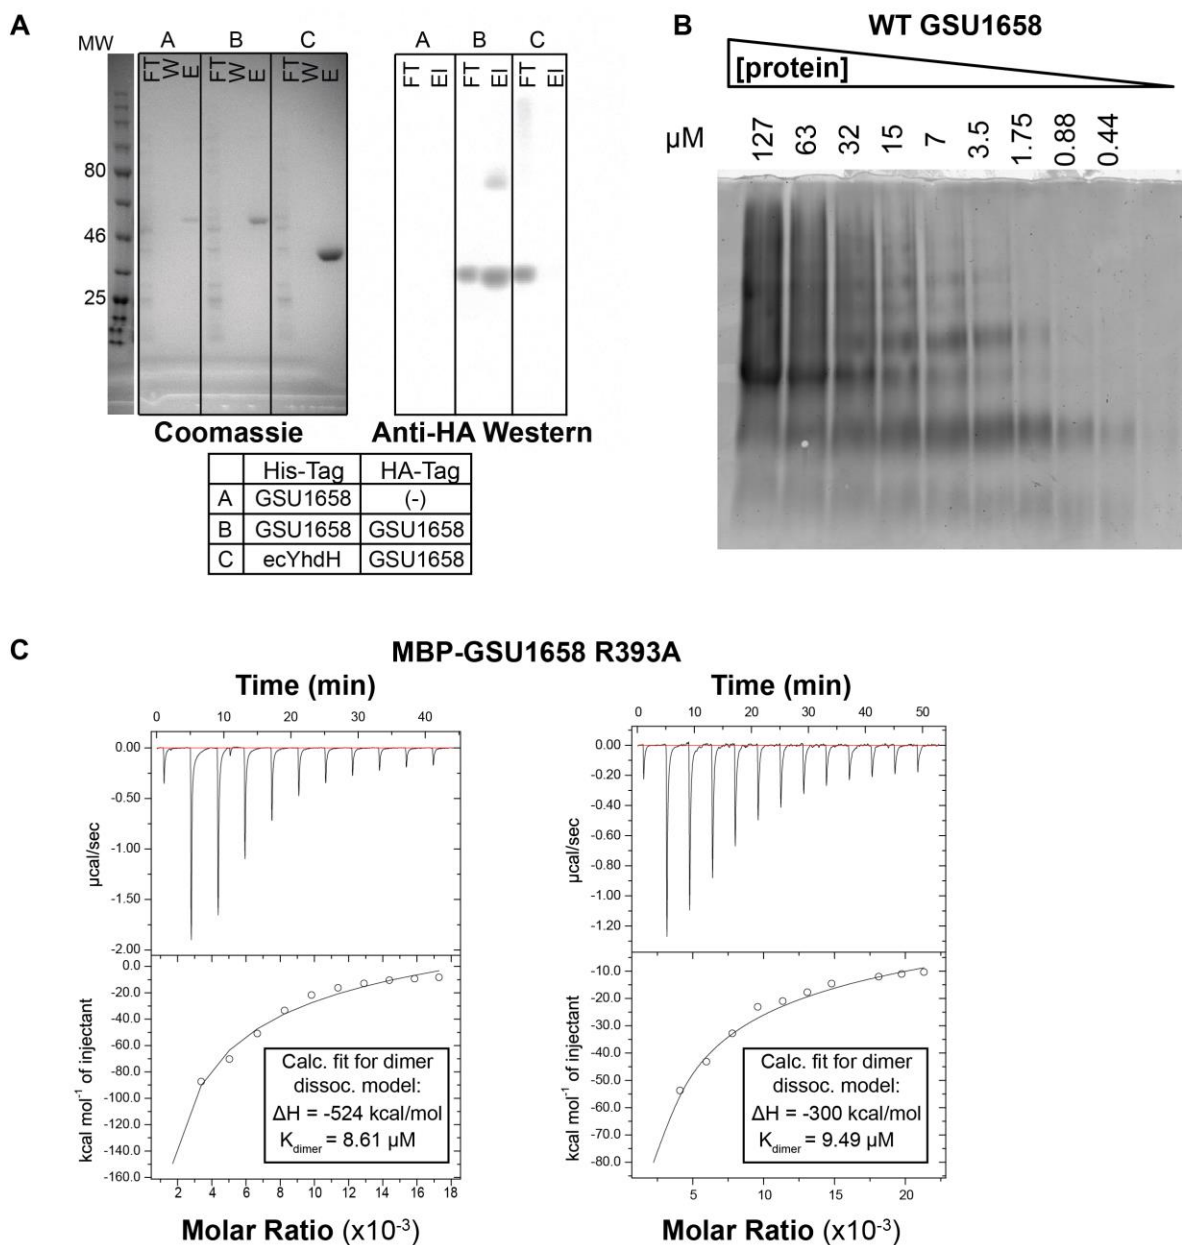 A
MW
A B C
FT W E FT W E FT W E
80
46
25
Coomassie
A B C
FT El FT El FT El
Anti-HA Western
His-Tag HA-Tag
A GSU1658 (-)
B GSU1658 GSU1658
C ecYhdH GSU1658
B
WT GSU1658
[protein]
µM 127 63 32 15 7 3.5 1.75 0.88 0.44
C
MBP-GSU1658 R393A
Time (min)
0 10 20 30 40
0.00
-0.50
-1.00
-1.50
-2.00
µcal/sec
0.0
-20.0
-40.0
-60.0
-80.0
-100.0
-120.0
-140.0
-160.0
kcal mol⁻¹ of injectant
Calc. fit for dimer
dissoc. model:
ΔH = -524 kcal/mol
K_dimer = 8.61 µM
2 4 6 8 10 12 14 16 18
Molar Ratio (x10⁻³)
Time (min)
0 10 20 30 40 50
0.00
-0.20
-0.40
-0.60
-0.80
-1.00
-1.20
µcal/sec
-10.0
-20.0
-30.0
-40.0
-50.0
-60.0
-70.0
-80.0
kcal mol⁻¹ of injectant
Calc. fit for dimer
dissoc. model:
ΔH = -300 kcal/mol
K_dimer = 9.49 µM
5 10 15 20
Molar Ratio (x10⁻³)